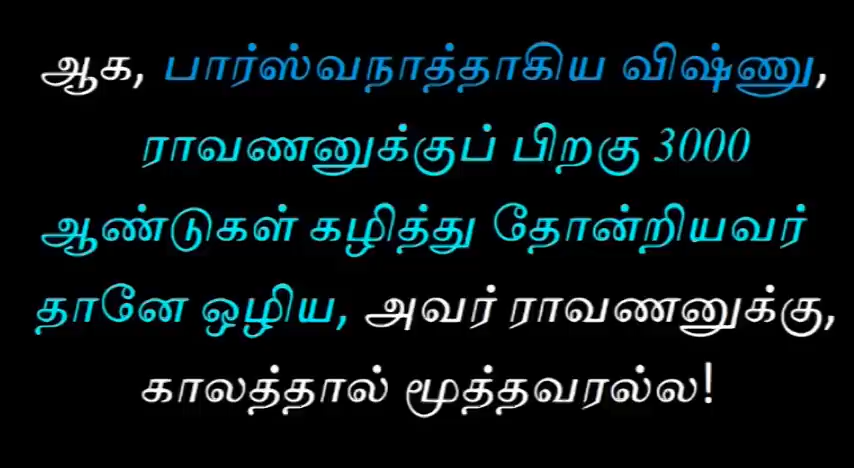 ஆக, பார்ஸ்வநாத்தாகிய விஷ்ணு,
ராவணனுக்குப் பிறகு 3000
ஆண்டுகள் கழித்து தோன்றியவர்
தானே ஒழிய, அவர் ராவணனுக்கு,
காலத்தால் மூத்தவரல்ல!